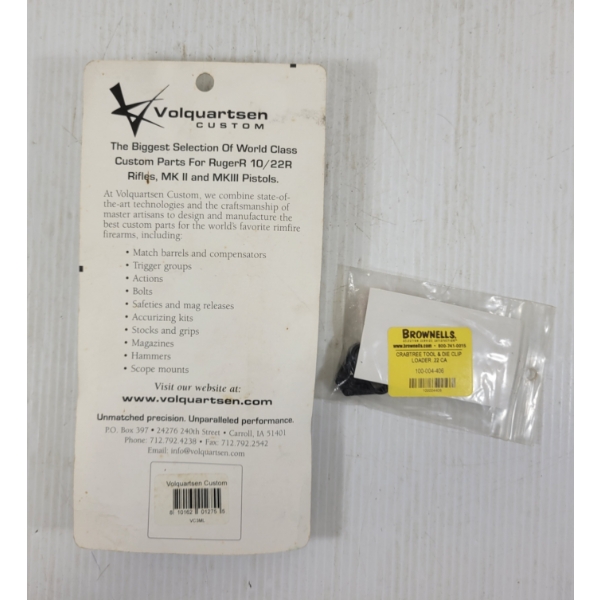 Volquartsen
CUSTOM
The Biggest Selection Of World Class
Custom Parts For RugerR 10/22R
Rifles, MK II and MKIII Pistols.
At Volquartsen Custom, we combine state-of-
the-art technologies and the craftsmanship of
master artisans to design and manufacture the
best custom parts for the world's favorite rimfire
firearms, including:
• Match barrels and compensators
• Trigger groups
• Actions
• Bolts
• Safeties and mag releases
• Accurizing kits
• Stocks and grips
• Magazines
• Hammers
• Scope mounts
Visit our website at:
www.volquartsen.com
Unmatched precision. Unparalleled performance.
P.O. Box 397 • 24276 240th Street • Carroll, IA 51401
Phone: 712.792.4238 • Fax: 712.792.2542
Email: info@volquartsen.com
Volquartsen Custom
BROWNELLS
www.brownells.com
CRABTREE TOOL & DIE CLIP
LOADER .22 CA
100-004-406